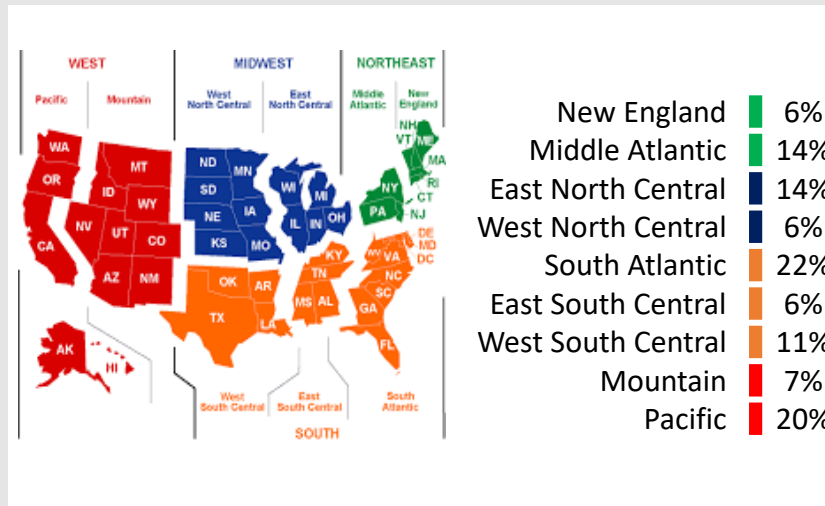 WEST
MIDWEST
NORTHEAST
Pacific
Mountain
West
North Central
East
North Central
Middle
Atlantic
New
England
WA
OR
CA
NV
ID
MT
WY
UT
CO
AZ
NM
AK
HI
ND
SD
NE
KS
MN
IA
MO
WI
MI
IL
IN
OH
NH
VT
ME
MA
RI
CT
NJ
NY
PA
DE
MD
DC
WV
VA
NC
SC
GA
FL
KY
TN
MS
AL
OK
AR
TX
LA
West
South Central
East
South Central
South
Atlantic
SOUTH
New England 6%
Middle Atlantic 14%
East North Central 14%
West North Central 6%
South Atlantic 22%
East South Central 6%
West South Central 11%
Mountain 7%
Pacific 20%